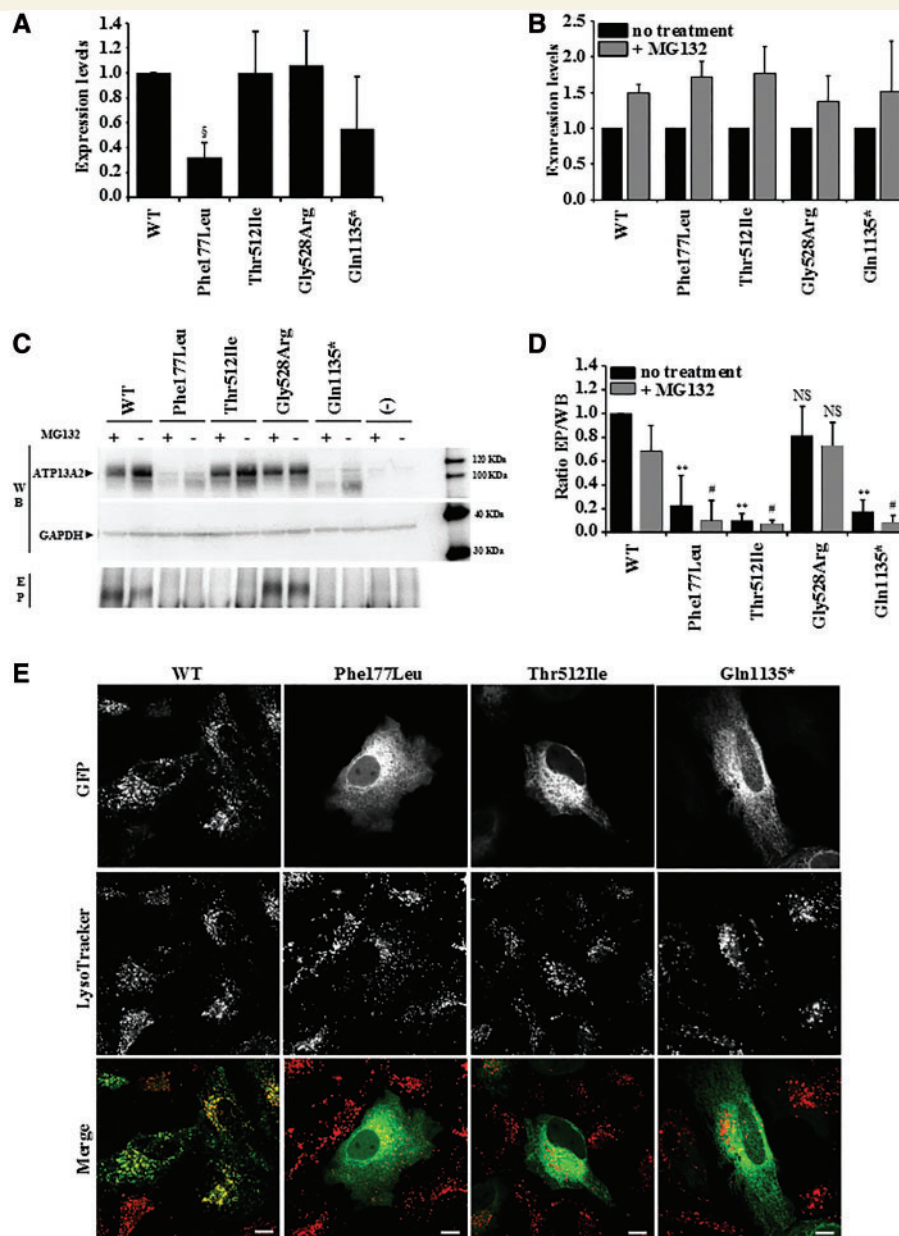 A
Expression levels
1.4
1.2
1.0
0.8
0.6
0.4
0.2
0.0
§
WT
Phe177Leu
Thr512Ile
Gly528Arg
Gln1135*
B
no treatment
+ MG132
Exnression levels
2.5
2.0
1.5
1.0
0.5
0.0
WT
Phe177Leu
Thr512Ile
Gly528Arg
Gln1135*
C
WT
Phe177Leu
Thr512Ile
Gly528Arg
Gln1135*
(-)
MG132 + - + - + - + - + - + -
WB
ATP13A2
GAPDH
EP
120 KDa
100 KDa
40 KDa
30 KDa
D
no treatment
+ MG132
Ratio EP/WB
1.4
1.2
1.0
0.8
0.6
0.4
0.2
0.0
** # ** # NS NS ** #
WT
Phe177Leu
Thr512Ile
Gly528Arg
Gln1135*
E
WT Phe177Leu Thr512Ile Gln1135*
GFP
LysoTracker
Merge